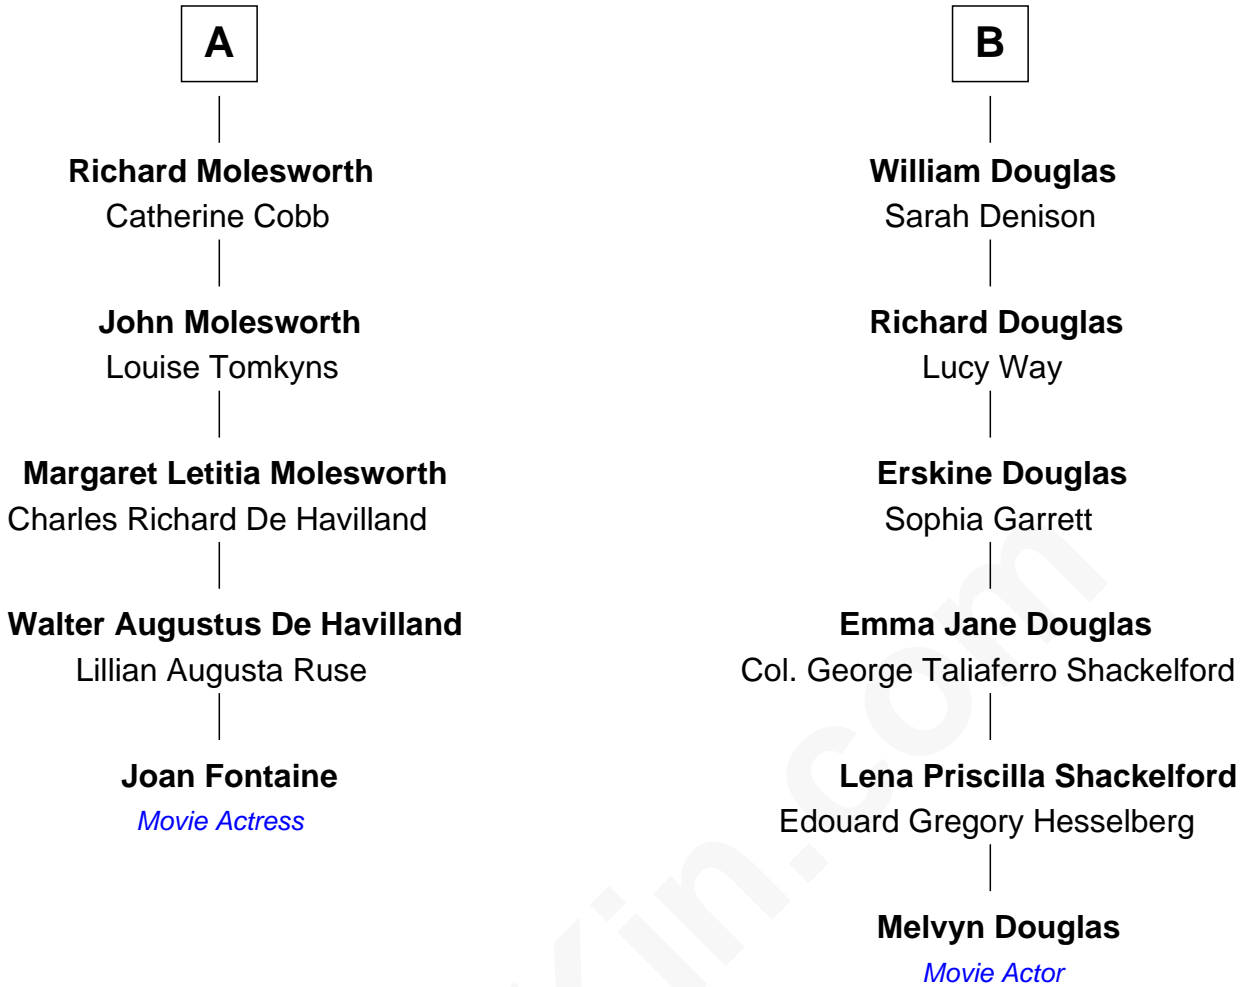 A
Richard Molesworth
Catherine Cobb
John Molesworth
Louise Tomkyns
Margaret Letitia Molesworth
Charles Richard De Havilland
Walter Augustus De Havilland
Lillian Augusta Ruse
Joan Fontaine
Movie Actress
B
William Douglas
Sarah Denison
Richard Douglas
Lucy Way
Erskine Douglas
Sophia Garrett
Emma Jane Douglas
Col. George Taliaferro Shackelford
Lena Priscilla Shackelford
Edouard Gregory Hesselberg
Melvyn Douglas
Movie Actor
Kin.com